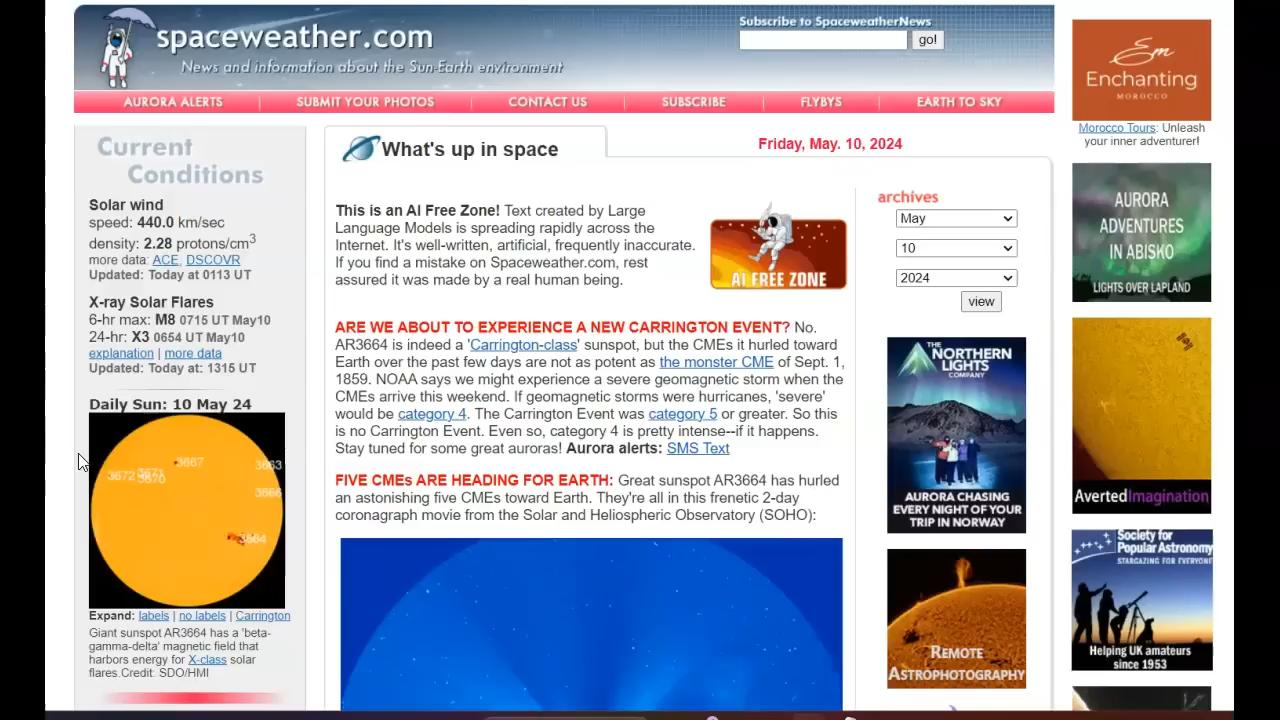 spaceweather.com
News and information about the Sun-Earth environment
Subscribe to SpaceweatherNews
go!
AURORA ALERTS
SUBMIT YOUR PHOTOS
CONTACT US
SUBSCRIBE
FLYBYS
EARTH TO SKY
Current
Conditions
Solar wind
speed: 440.0 km/sec
density: 2.28 protons/cm3
more data: ACE, DSCOVR
Updated: Today at 0113 UT
X-ray Solar Flares
6-hr max: M8 0715 UT May10
24-hr: X3 0654 UT May10
explanation | more data
Updated: Today at: 1315 UT
Daily Sun: 10 May 24
3667
3663
3672
3671
3670
3666
3664
Expand: labels | no labels | Carrington
Giant sunspot AR3664 has a 'beta-
gamma-delta' magnetic field that
harbors energy for X-class solar
flares.Credit: SDO/HMI
What's up in space
Friday, May. 10, 2024
This is an AI Free Zone! Text created by Large
Language Models is spreading rapidly across the
Internet. It's well-written, artificial, frequently inaccurate.
If you find a mistake on Spaceweather.com, rest
assured it was made by a real human being.
AI FREE ZONE
ARE WE ABOUT TO EXPERIENCE A NEW CARRINGTON EVENT? No.
AR3664 is indeed a 'Carrington-class' sunspot, but the CMEs it hurled toward
Earth over the past few days are not as potent as the monster CME of Sept. 1,
1859. NOAA says we might experience a severe geomagnetic storm when the
CMEs arrive this weekend. If geomagnetic storms were hurricanes, 'severe'
would be category 4. The Carrington Event was category 5 or greater. So this
is no Carrington Event. Even so, category 4 is pretty intense--if it happens.
Stay tuned for some great auroras! Aurora alerts: SMS Text
FIVE CMEs ARE HEADING FOR EARTH: Great sunspot AR3664 has hurled
an astonishing five CMEs toward Earth. They're all in this frenetic 2-day
coronagraph movie from the Solar and Heliospheric Observatory (SOHO):
archives
May
10
2024
view
THE
NORTHERN
LIGHTS
COMPANY
AURORA CHASING
EVERY NIGHT OF YOUR
TRIP IN NORWAY
REMOTE
ASTROPHOTOGRAPHY
Em
Enchanting
MOROCCO
Morocco Tours: Unleash
your inner adventurer!
AURORA
ADVENTURES
IN ABISKO
LIGHTS OVER LAPLAND
AvertedImagination
Society for
Popular Astronomy
STARGAZING FOR EVERYONE
Helping UK amateurs
since 1953